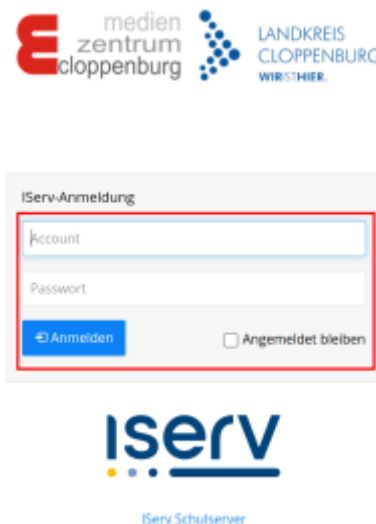 medien
zentrum
cloppenburg
LANDKREIS
CLOPPENBURG
WIRISTHIER.
IServ-Anmeldung
Account
Passwort
Anmelden
Angemeldet bleiben
ISERV
IServ Schulserver